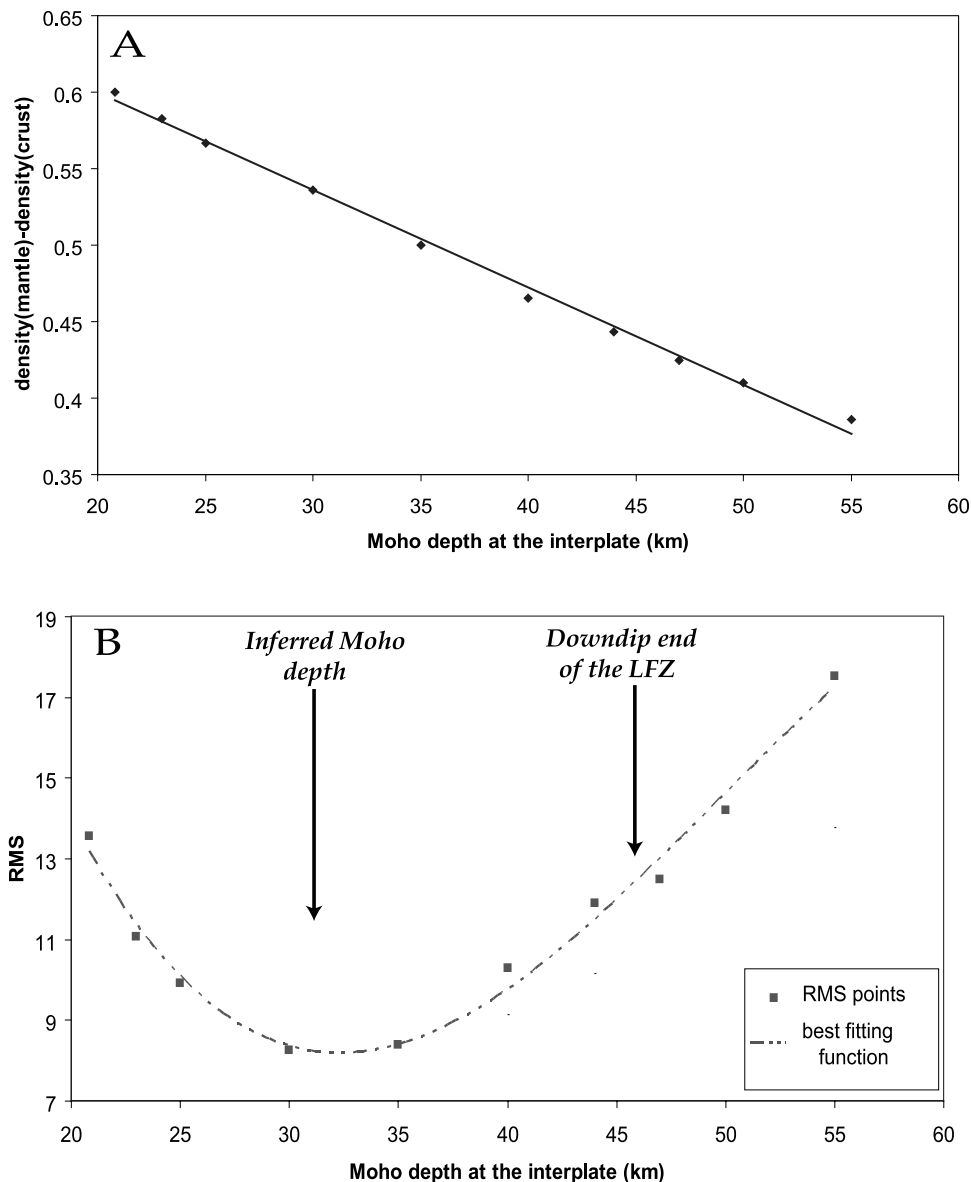 A
0.65
0.6
0.55
0.5
0.45
0.4
0.35
density(mantle)-density(crust)
20 25 30 35 40 45 50 55 60
Moho depth at the interplate (km)
B
19
17
15
13
11
9
7
RMS
Inferred Moho
depth
Downdip end
of the LFZ
RMS points
best fitting
function
20 25 30 35 40 45 50 55 60
Moho depth at the interplate (km)